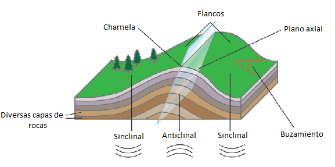 Flancos
Charnela
Plano axial
Diversas capas de
rocas
Sinclinal
Anticlinal
Sinclinal
Buzamiento